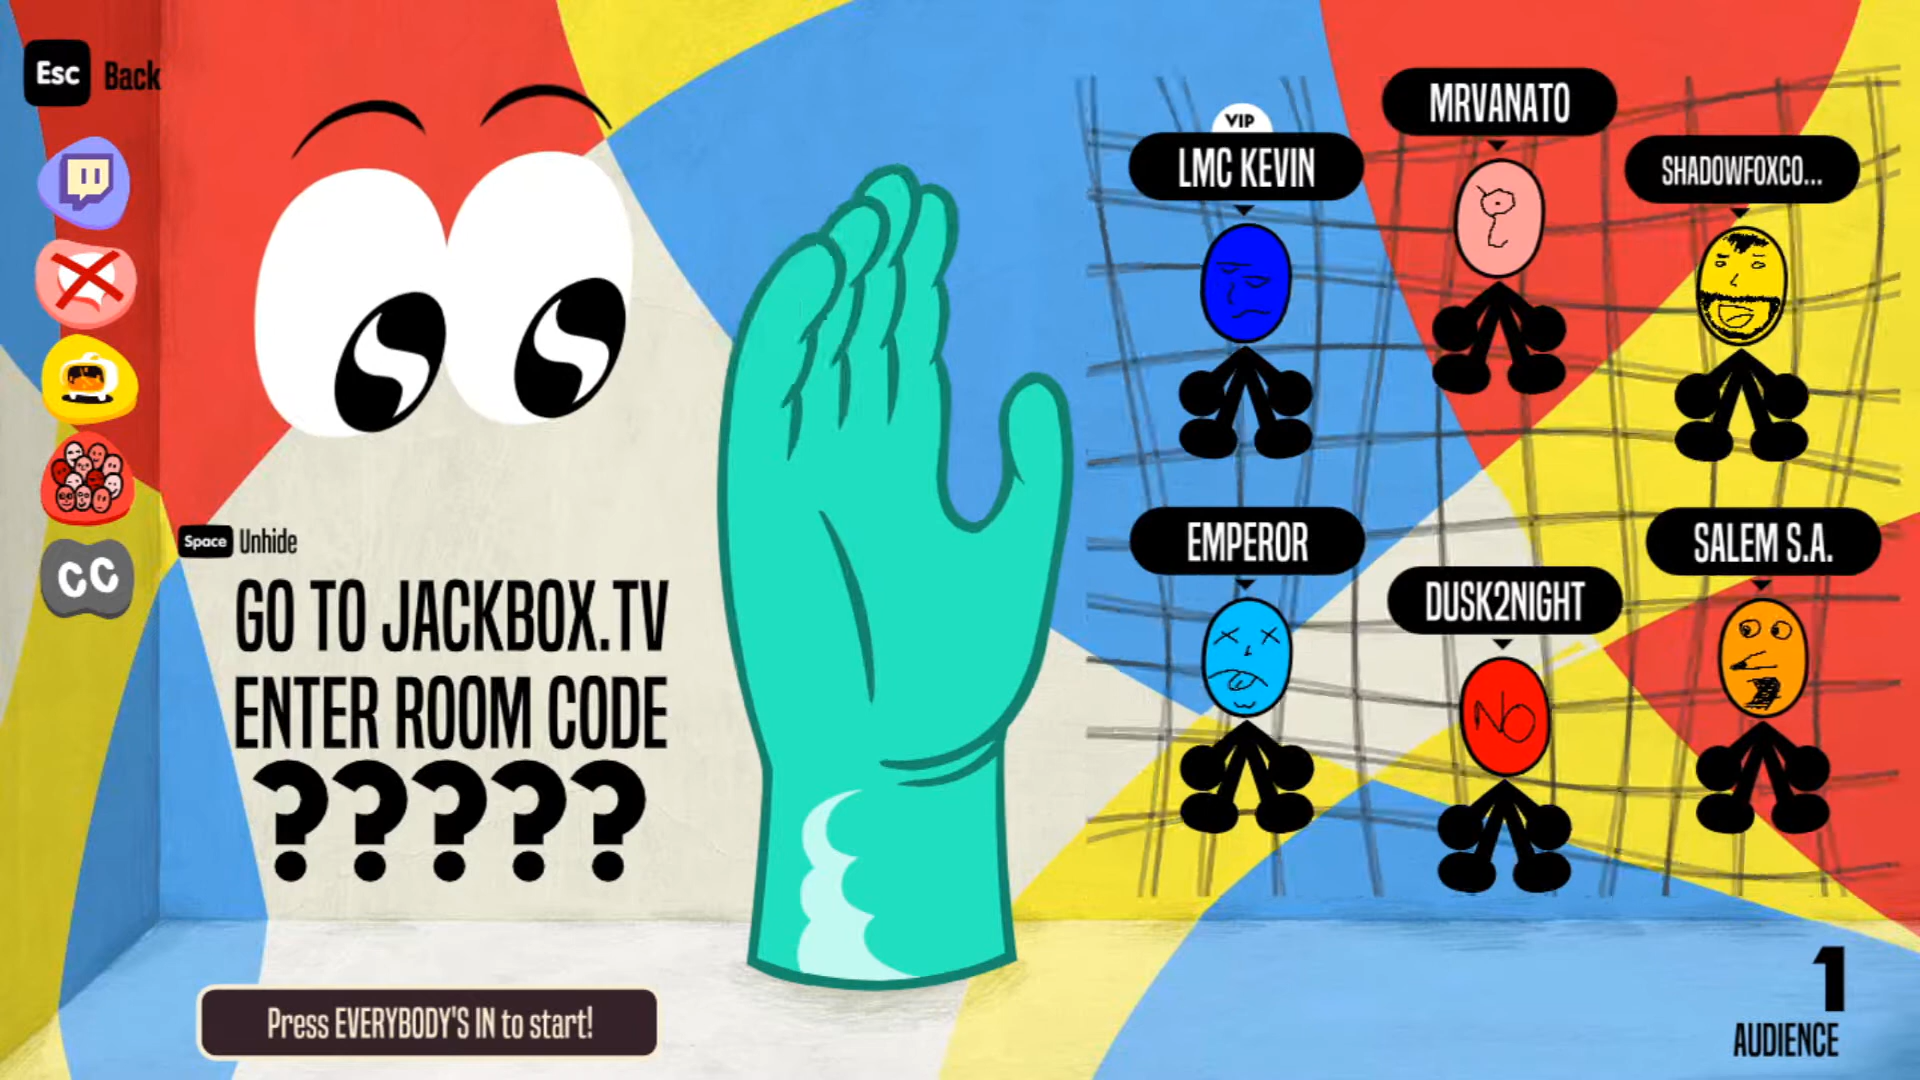 Esc Back
CC
Space Unhide
GO TO JACKBOX.TV
ENTER ROOM CODE
?????
Press EVERYBODY'S IN to start!
VIP
LMC KEVIN
MRVANATO
SHADOWFOXCO...
EMPEROR
DUSK2NIGHT
NO
SALEM S.A.
1
AUDIENCE